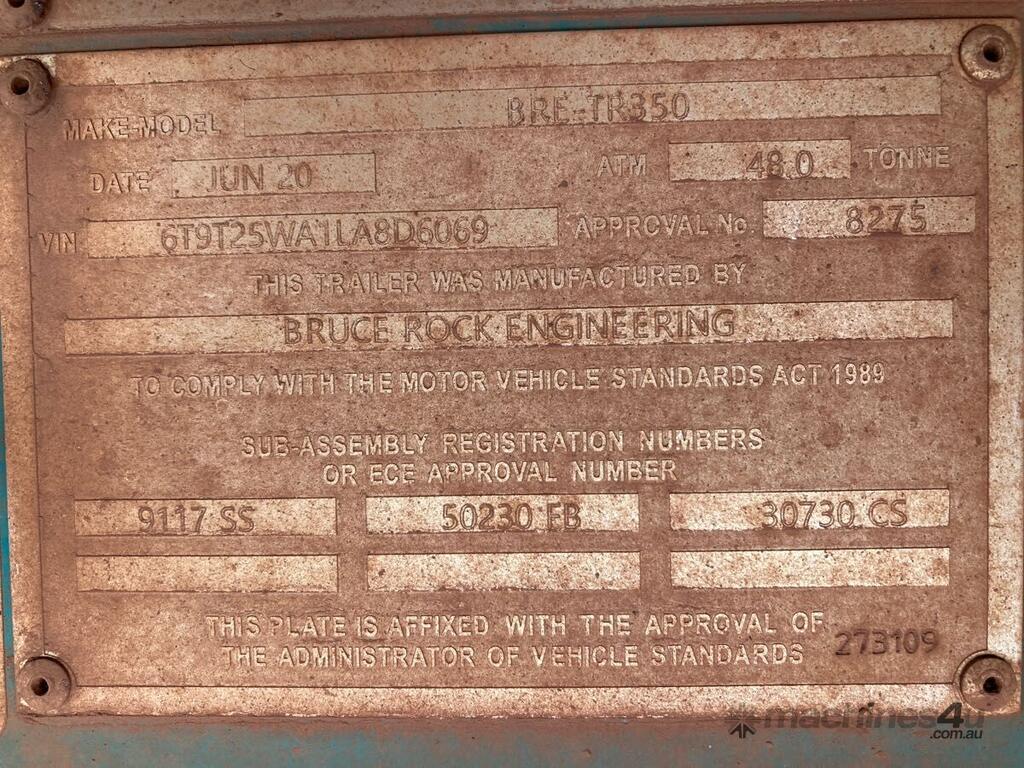 MAKE-MODEL BRE-TR350
DATE JUN 20 ATM 48.0 TONNE
VIN 6T9T25WA1LA8D6069 APPROVAL No. 8275
THIS TRAILER WAS MANUFACTURED BY
BRUCE ROCK ENGINEERING
TO COMPLY WITH THE MOTOR VEHICLE STANDARDS ACT 1989
SUB-ASSEMBLY REGISTRATION NUMBERS
OR ECE APPROVAL NUMBER
9117 SS 50230 FB 30730 CS
THIS PLATE IS AFFIXED WITH THE APPROVAL OF
THE ADMINISTRATOR OF VEHICLE STANDARDS 273109
machines4u
.com.au